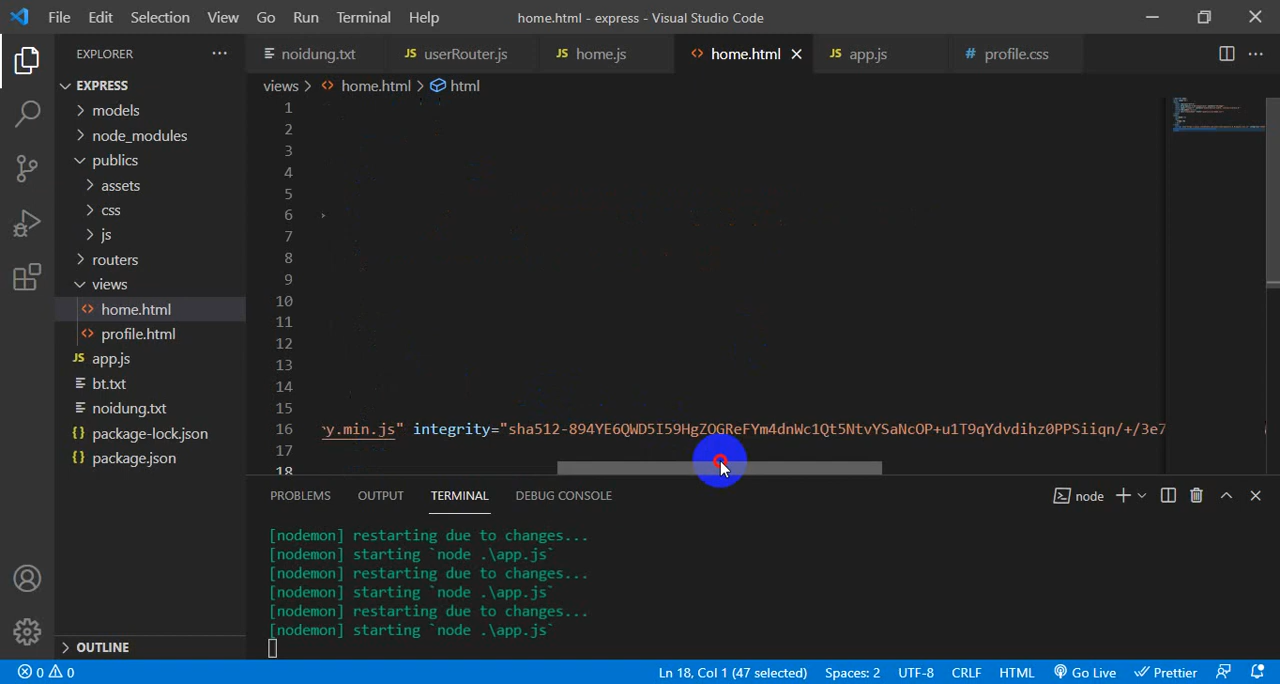 File Edit Selection View Go Run Terminal Help home.html - express - Visual Studio Code
EXPLORER
noidung.txt JS userRouter.js JS home.js home.html JS app.js # profile.css
EXPRESS
views > home.html > html
models
node_modules
publics
assets
css
js
routers
views
home.html
profile.html
JS app.js
bt.txt
noidung.txt
{} package-lock.json
{} package.json
OUTLINE
1
2
3
4
5
6
7
8
9
10
11
12
13
14
15
16 y.min.js" integrity="sha512-894YE6QWD5I59HgZOGReFYm4dnWc1Qt5NtvYSaNcOP+u1T9qYdvdihz0PPSiiqn/+/3e7
17
18
PROBLEMS OUTPUT TERMINAL DEBUG CONSOLE node
[nodemon] restarting due to changes...
[nodemon] starting `node .\app.js`
[nodemon] restarting due to changes...
[nodemon] starting `node .\app.js`
[nodemon] restarting due to changes...
[nodemon] starting `node .\app.js`
0 0 Ln 18, Col 1 (47 selected) Spaces: 2 UTF-8 CRLF HTML Go Live Prettier